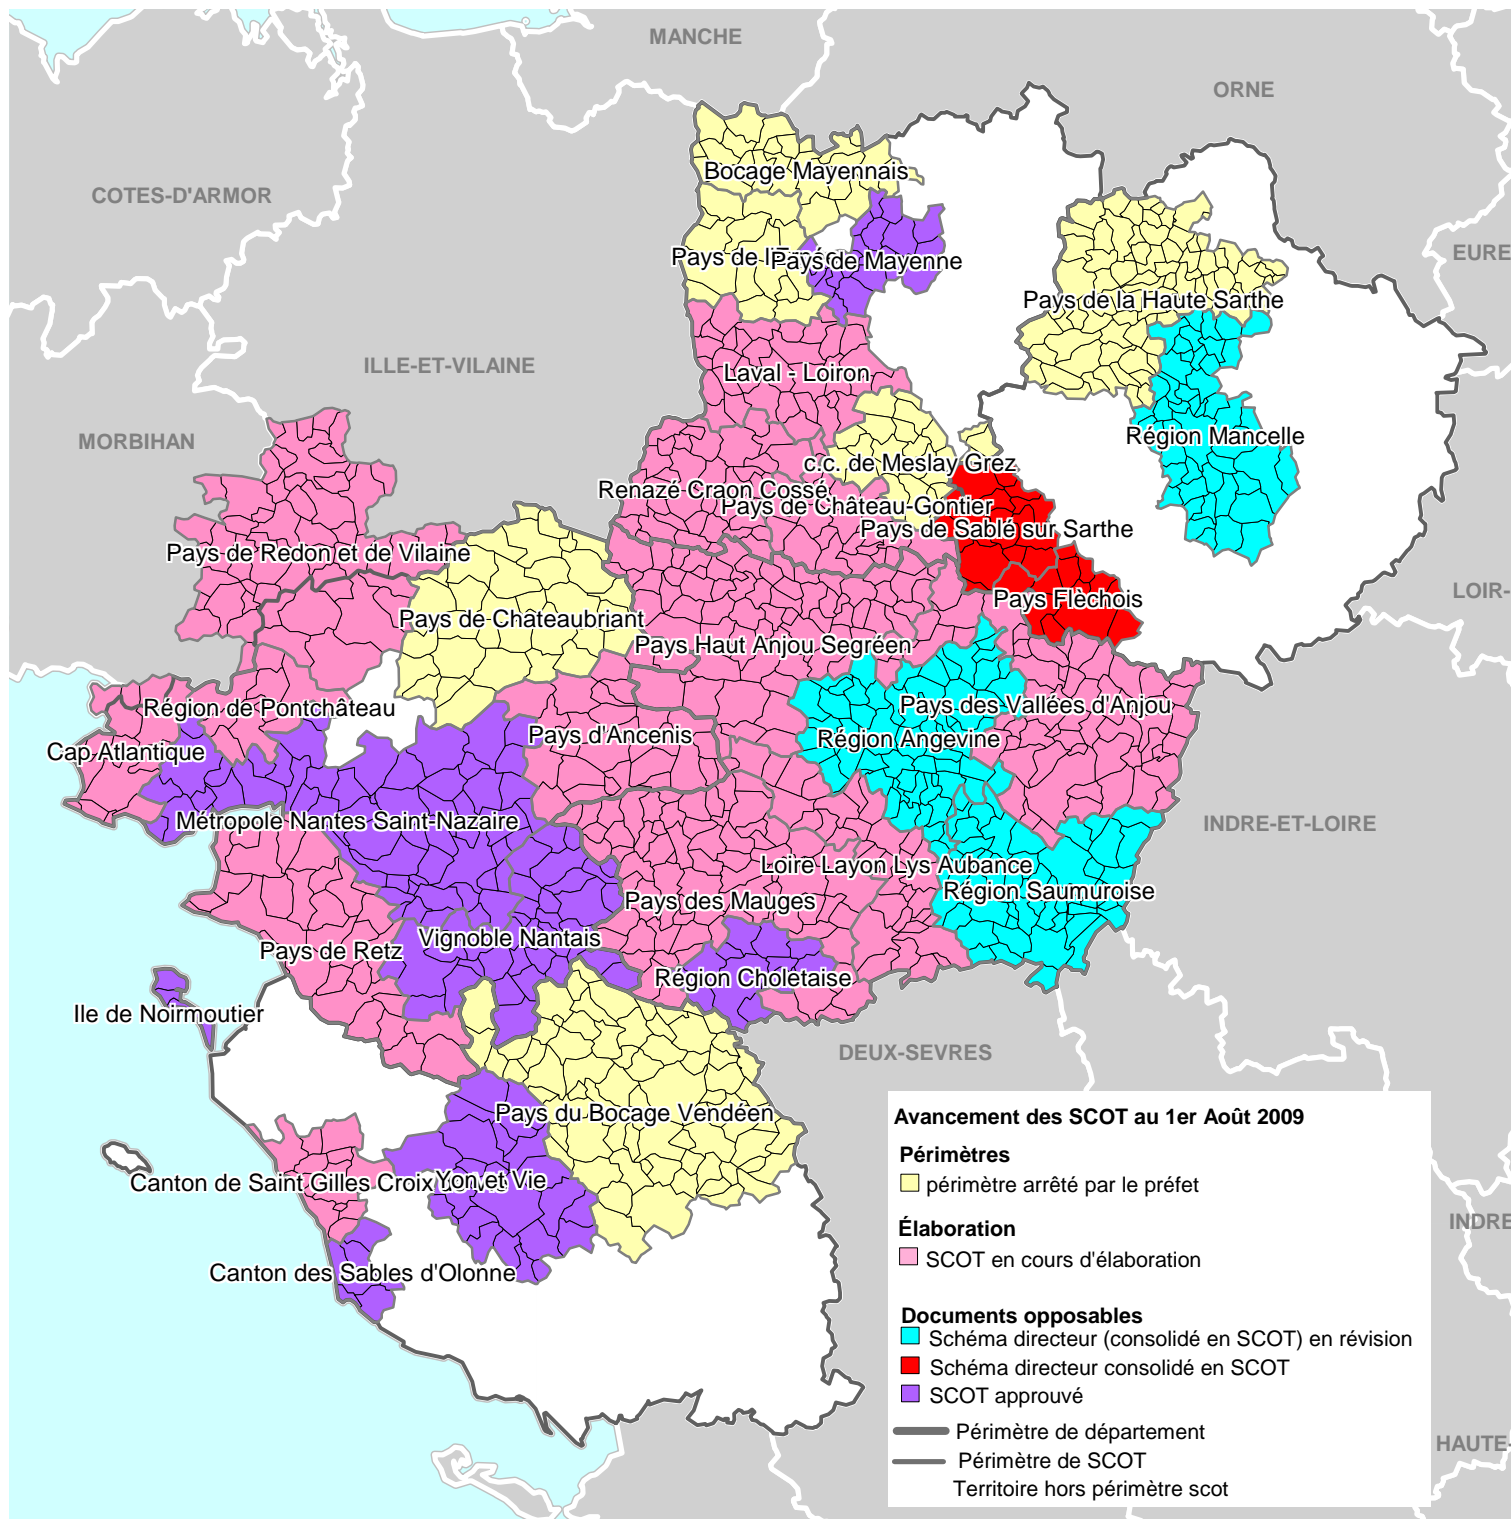 MANCHE
ORNE
COTES-D'ARMOR
Bocage Mayennais
EURE
Pays de l'Ernée
Pays de Mayenne
Pays de la Haute Sarthe
ILLE-ET-VILAINE
Laval - Loiron
MORBIHAN
Région Mancelle
c.c. de Meslay Grez
Renazé Craon Cossé
Pays de Château-Gontier
Pays de Sablé sur Sarthe
Pays de Redon et de Vilaine
LOIR-
Pays Flèchois
Pays de Chateaubriant
Pays Haut Anjou Segréen
Région de Pontchâteau
Pays des Vallées d'Anjou
Cap Atlantique
Pays d'Ancenis
Région Angevine
Métropole Nantes Saint-Nazaire
INDRE-ET-LOIRE
Loire Layon Lys Aubance
Région Saumuroise
Pays des Mauges
Vignoble Nantais
Pays de Retz
Région Choletaise
Ile de Noirmoutier
DEUX-SEVRES
Pays du Bocage Vendéen
Canton de Saint Gilles Croix
Yon et Vie
Canton des Sables d'Olonne
INDRE
HAUTE-
Avancement des SCOT au 1er Août 2009
Périmètres
périmètre arrêté par le préfet
Élaboration
SCOT en cours d'élaboration
Documents opposables
Schéma directeur (consolidé en SCOT) en révision
Schéma directeur consolidé en SCOT
SCOT approuvé
Périmètre de département
Périmètre de SCOT
Territoire hors périmètre scot